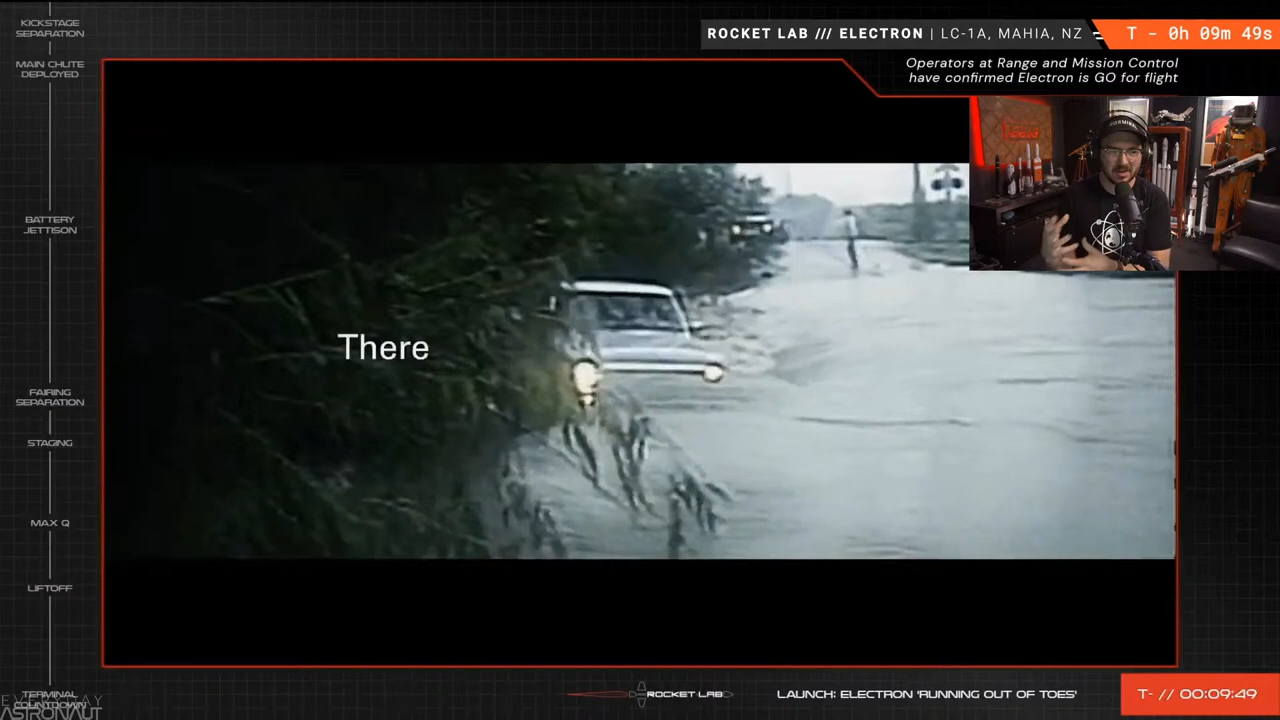 KICKSTAGE
SEPARATION
MAIN CHUTE
DEPLOYED
BATTERY
JETTISON
FAIRING
SEPARATION
STAGING
MAX Q
LIFTOFF
TERMINAL
COUNTDOWN
EVERYDAY
ASTRONAUT
ROCKET LAB /// ELECTRON | LC-1A, MAHIA, NZ
T - 0h 09m 49s
Operators at Range and Mission Control
have confirmed Electron is GO for flight
There
ROCKET LAB
LAUNCH: ELECTRON 'RUNNING OUT OF TOES'
T- // 00:09:49